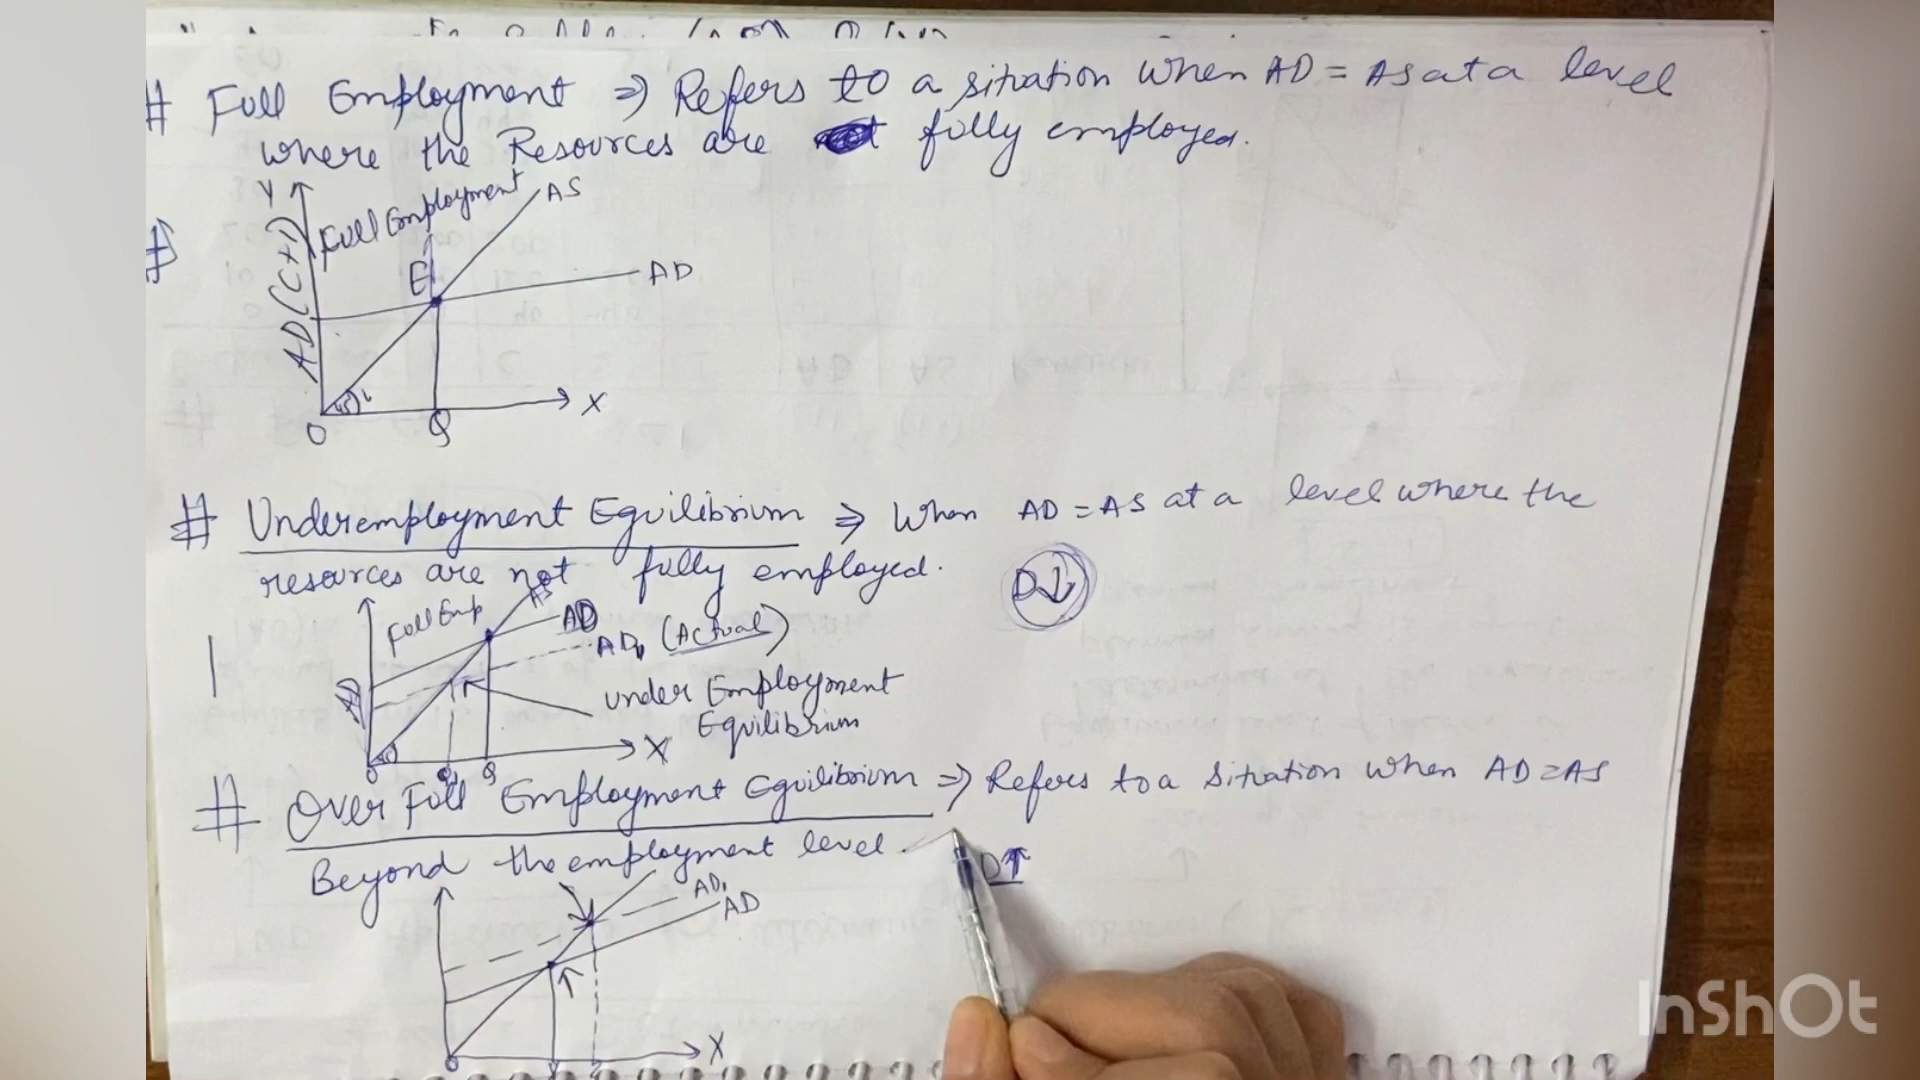 # Full Employment ⇒ Refers to a situation when AD = AS at a level
where the Resources are fully employed.
Y
Full Employment
AS
#
AD (C+I)
E
AD
45°
O
Q
X
# Underemployment Equilibrium ⇒ When AD = AS at a level where the
resources are not fully employed.
D↓
Full Emp
AS
AD
AD₁ (Actual)
AD
under Employment
Equilibrium
X
O
Q₁
Q
# Over Full Employment Equilibrium ⇒ Refers to a situation when AD = AS
Beyond the employment level.
D↑
AD₁
AD
O
X
InShOt